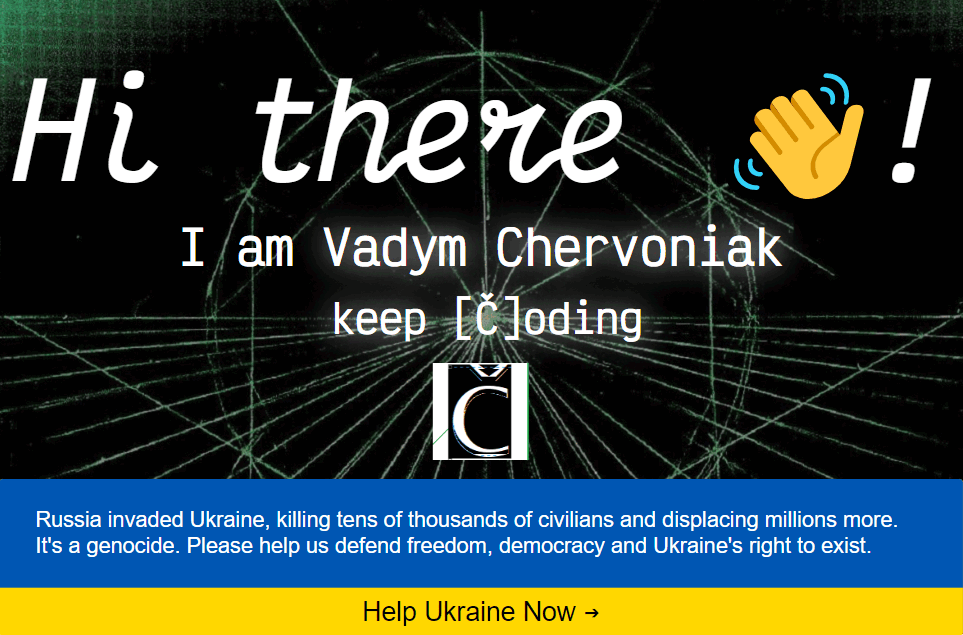 Hi there 👋 !
I am Vadym Chervoniak
keep [Č]oding
Č
Russia invaded Ukraine, killing tens of thousands of civilians and displacing millions more.
It's a genocide. Please help us defend freedom, democracy and Ukraine's right to exist.
Help Ukraine Now →